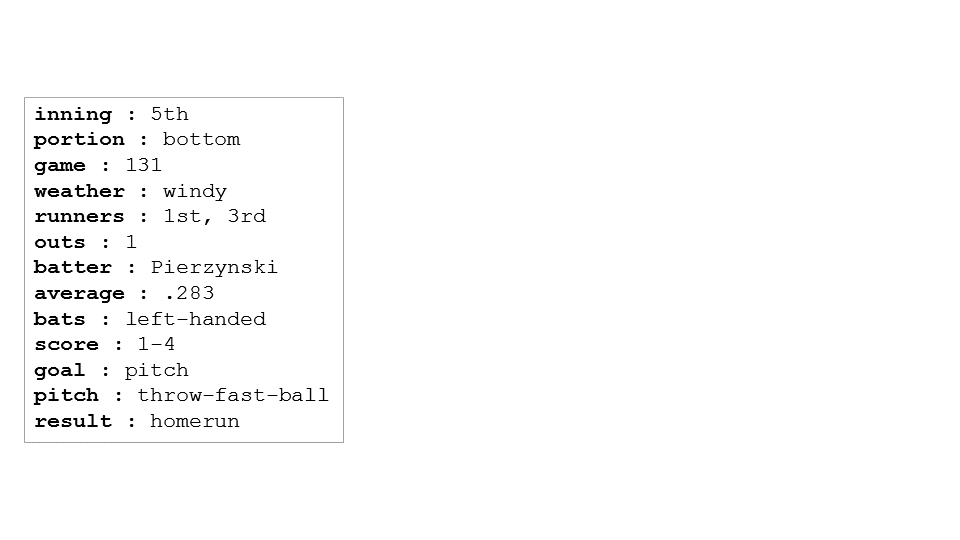 inning : 5th
portion : bottom
game : 131
weather : windy
runners : 1st, 3rd
outs : 1
batter : Pierzynski
average : .283
bats : left-handed
score : 1-4
goal : pitch
pitch : throw-fast-ball
result : homerun